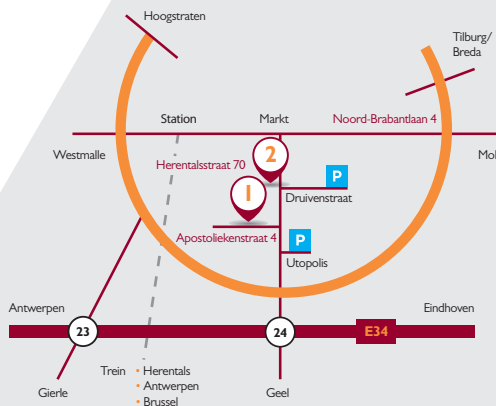 Hoogstraten
Tilburg/
Breda
Station
Markt
Noord-Brabantlaan 4
Westmalle
Herentalsstraat 70
2
Mol
P
1
Druivenstraat
Apostoliekenstraat 4
P
Utopolis
Antwerpen
Eindhoven
23
24
E34
Trein • Herentals
• Antwerpen
• Brussel
Gierle
Geel